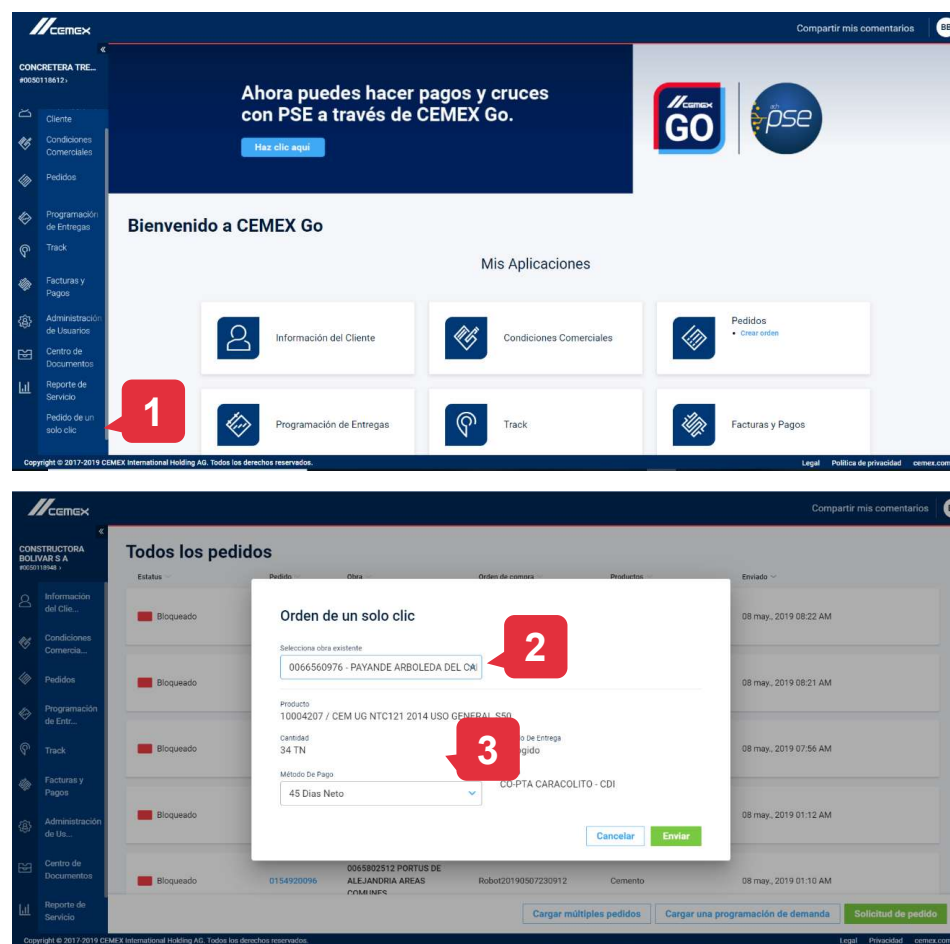 CEMEX
Compartir mis comentarios
«
CONCRETERA TRE...
#0050118612 ›
Cliente
Condiciones
Comerciales
Pedidos
Programación
de Entregas
Track
Facturas y
Pagos
Administración
de Usuarios
Centro de
Documentos
Reporte de
Servicio
Pedido de un
solo clic
1
Ahora puedes hacer pagos y cruces
con PSE a través de CEMEX Go.
Haz clic aquí
CEMEX
GO
ach
pse
Bienvenido a CEMEX Go
Mis Aplicaciones
Información del Cliente
Condiciones Comerciales
Pedidos
• Crear orden
Programación de Entregas
Track
Facturas y Pagos
Copyright © 2017-2019 CEMEX International Holding AG. Todos los derechos reservados.
Legal Política de privacidad cemex.com
CEMEX
Compartir mis comentarios
«
CONSTRUCTORA
BOLIVAR S A
#0050118948 ›
Información
del Clie...
Condiciones
Comercia...
Pedidos
Programación
de Entr...
Track
Facturas y
Pagos
Administración
de Us...
Centro de
Documentos
Reporte de
Servicio
Todos los pedidos
Estatus Pedido Obra Orden de compra Productos Enviado
Bloqueado 08 may., 2019 08:22 AM
Bloqueado 08 may., 2019 08:21 AM
Bloqueado 08 may., 2019 07:56 AM
Bloqueado 08 may., 2019 01:12 AM
Orden de un solo clic
Selecciona obra existente
0066560976 - PAYANDE ARBOLEDA DEL
2
Producto
10004207 / CEM UG NTC121 2014 USO GENERAL S50
Cantidad
34 TN
De Entrega
3
Método De Pago
45 Dias Neto
CO-PTA CARACOLITO - CDI
Cancelar Enviar
0065802512 PORTUS DE
Bloqueado 0154920096 ALEJANDRIA AREAS Robot20190507230912 Cemento 08 may., 2019 01:10 AM
COMUNES
Cargar múltiples pedidos Cargar una programación de demanda Solicitud de pedido
Copyright © 2017-2019 CEMEX International Holding AG. Todos los derechos reservados.
Legal Privacidad cemex.com